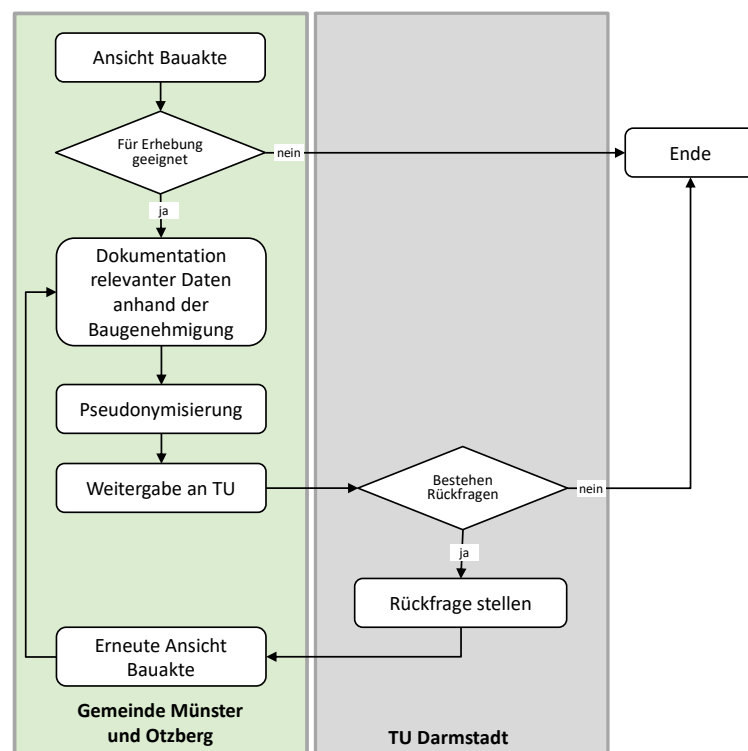 Ansicht Bauakte
Für Erhebung
geeignet
nein
Ende
ja
Dokumentation
relevanter Daten
anhand der
Baugenehmigung
Pseudonymisierung
Weitergabe an TU
Bestehen
Rückfragen
nein
ja
Rückfrage stellen
Erneute Ansicht
Bauakte
Gemeinde Münster
und Otzberg
TU Darmstadt